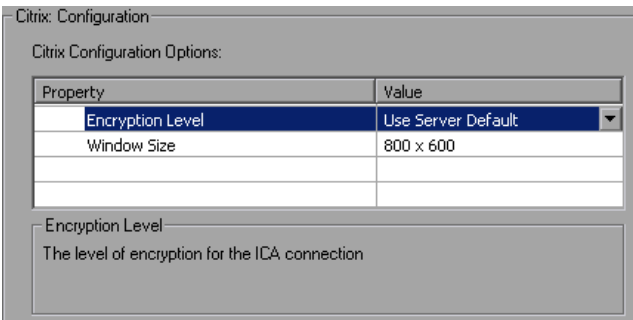 Citrix: Configuration
Citrix Configuration Options:
Property Value
Encryption Level Use Server Default
Window Size 800 x 600
Encryption Level
The level of encryption for the ICA connection